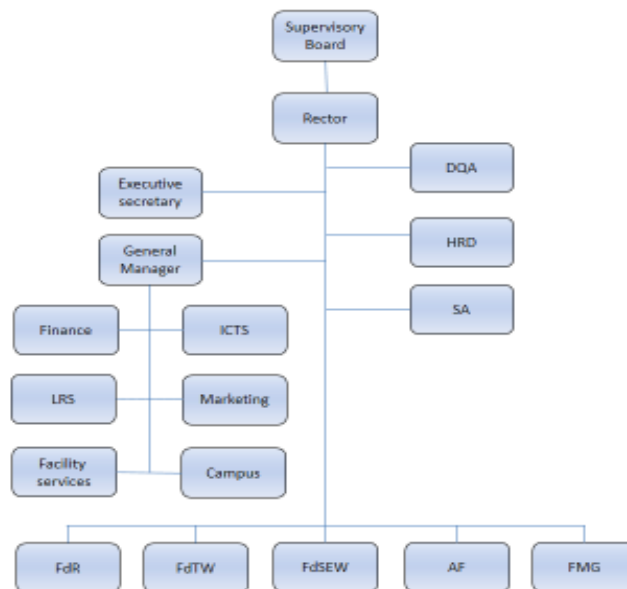 Supervisory
Board
Rector
DQA
Executive
secretary
HRD
General
Manager
SA
Finance
ICTS
LRS
Marketing
Facility
services
Campus
FdR
FdTW
FdSEW
AF
FMG